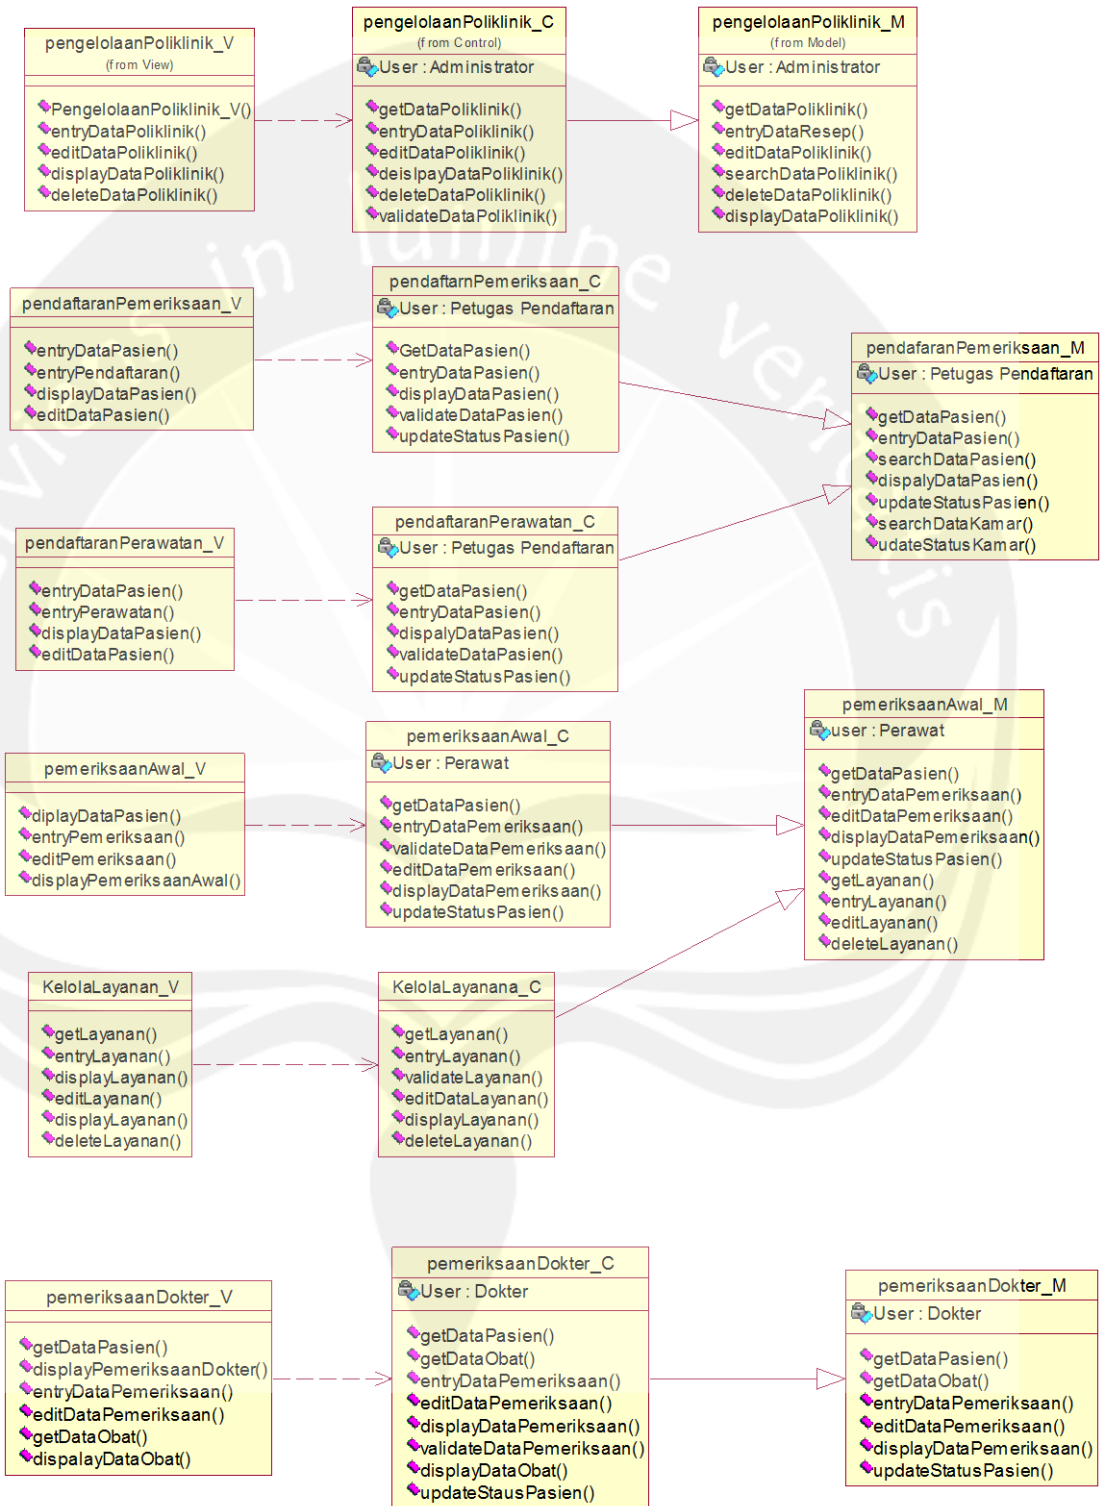 pengelolaanPoliklinik_V
(from View)
PengelolaanPoliklinik_V()
entryDataPoliklinik()
editDataPoliklinik()
displayDataPoliklinik()
deleteDataPoliklinik()
pengelolaanPoliklinik_C
(from Control)
User : Administrator
getDataPoliklinik()
entryDataPoliklinik()
editDataPoliklinik()
deislpayDataPoliklinik()
deleteDataPoliklinik()
validateDataPoliklinik()
pengelolaanPoliklinik_M
(from Model)
User : Administrator
getDataPoliklinik()
entryDataResep()
editDataPoliklinik()
searchDataPoliklinik()
deleteDataPoliklinik()
displayDataPoliklinik()
pendaftaranPemeriksaan_V
entryDataPasien()
entryPendaftaran()
displayDataPasien()
editDataPasien()
pendaftarnPemeriksaan_C
User : Petugas Pendaftaran
GetDataPasien()
entryDataPasien()
displayDataPasien()
validateDataPasien()
updateStatusPasien()
pendafaranPemeriksaan_M
User : Petugas Pendaftaran
getDataPasien()
entryDataPasien()
searchDataPasien()
dispalyDataPasien()
updateStatusPasien()
searchDataKamar()
udateStatusKamar()
pendaftaranPerawatan_V
entryDataPasien()
entryPerawatan()
displayDataPasien()
editDataPasien()
pendaftaranPerawatan_C
User : Petugas Pendaftaran
getDataPasien()
entryDataPasien()
dispalyDataPasien()
validateDataPasien()
updateStatusPasien()
pemeriksaanAwal_V
diplayDataPasien()
entryPemeriksaan()
editPemeriksaan()
displayPemeriksaanAwal()
pemeriksaanAwal_C
User : Perawat
getDataPasien()
entryDataPemeriksaan()
validateDataPemeriksaan()
editDataPemeriksaan()
displayDataPemeriksaan()
updateStatusPasien()
pemeriksaanAwal_M
user : Perawat
getDataPasien()
entryDataPemeriksaan()
editDataPemeriksaan()
displayDataPemeriksaan()
updateStatusPasien()
getLayanan()
entryLayanan()
editLayanan()
deleteLayanan()
KelolaLayanan_V
getLayanan()
entryLayanan()
displayLayanan()
editLayanan()
displayLayanan()
deleteLayanan()
KelolaLayanana_C
getLayanan()
entryLayanan()
validateLayanan()
editDataLayanan()
displayLayanan()
deleteLayanan()
pemeriksaanDokter_V
getDataPasien()
displayPemeriksaanDokter()
entryDataPemeriksaan()
editDataPemeriksaan()
getDataObat()
dispalayDataObat()
pemeriksaanDokter_C
User : Dokter
getDataPasien()
getDataObat()
entryDataPemeriksaan()
editDataPemeriksaan()
displayDataPemeriksaan()
validateDataPemeriksaan()
displayDataObat()
updateStausPasien()
pemeriksaanDokter_M
User : Dokter
getDataPasien()
getDataObat()
entryDataPemeriksaan()
editDataPemeriksaan()
displayDataPemeriksaan()
updateStatusPasien()
in lumine veritatis